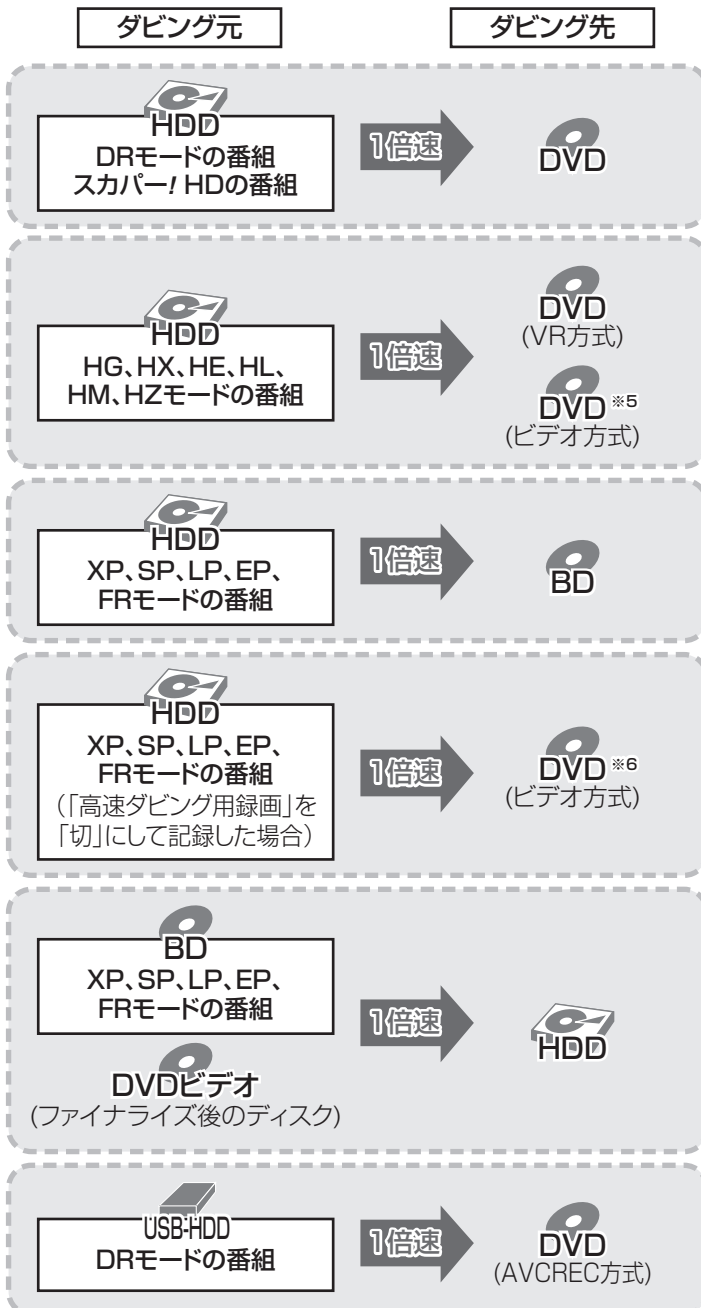 ダビング元
ダビング先
HDD
DRモードの番組
スカパー! HDの番組
1倍速
DVD
HDD
HG、HX、HE、HL、
HM、HZモードの番組
1倍速
DVD
(VR方式)
DVD※5
(ビデオ方式)
HDD
XP、SP、LP、EP、
FRモードの番組
1倍速
BD
HDD
XP、SP、LP、EP、
FRモードの番組
(「高速ダビング用録画」を
「切」にして記録した場合)
1倍速
DVD※6
(ビデオ方式)
BD
XP、SP、LP、EP、
FRモードの番組
DVDビデオ
(ファイナライズ後のディスク)
1倍速
HDD
USB-HDD
DRモードの番組
1倍速
DVD
(AVCREC方式)